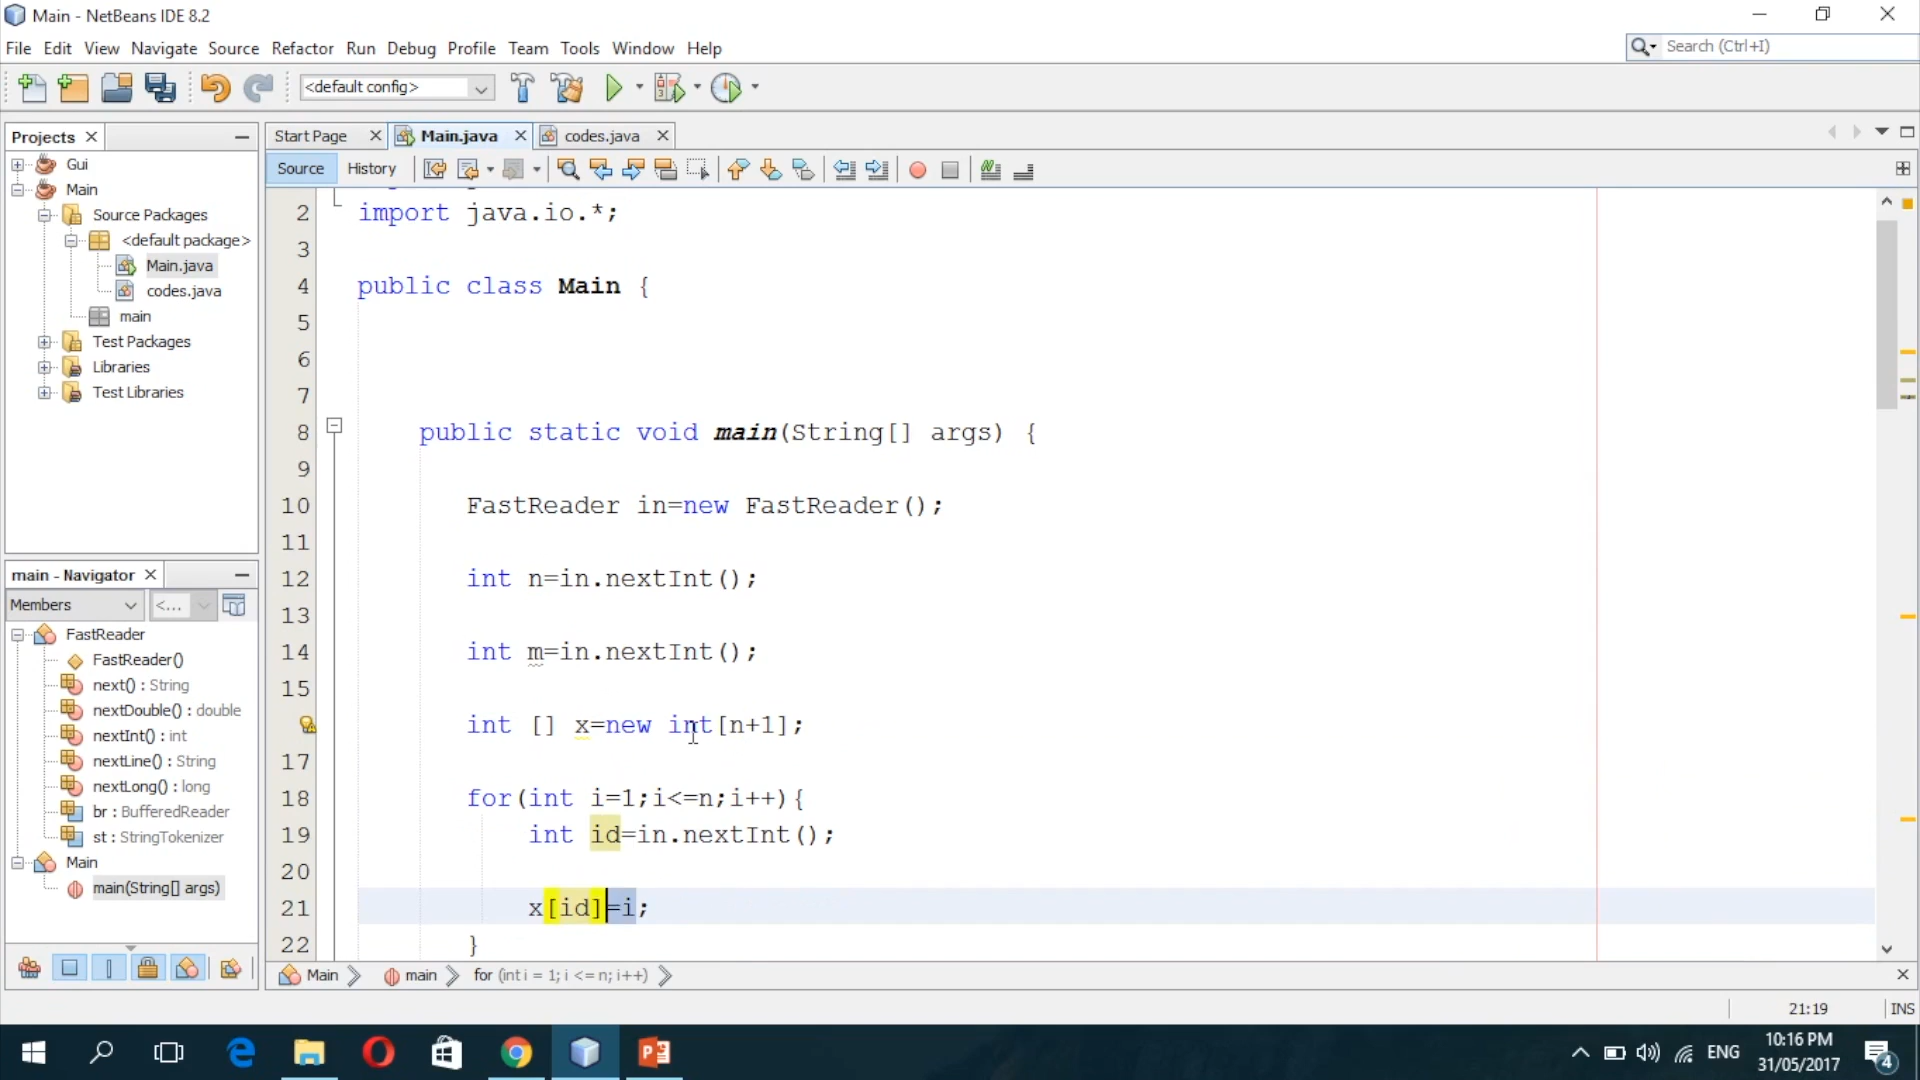 Main - NetBeans IDE 8.2
File Edit View Navigate Source Refactor Run Debug Profile Team Tools Window Help
Search (Ctrl+I)
<default config>
Projects
Gui
Main
Source Packages
<default package>
Main.java
codes.java
main
Test Packages
Libraries
Test Libraries
main - Navigator
Members
<...
FastReader
FastReader()
next() : String
nextDouble() : double
nextInt() : int
nextLine() : String
nextLong() : long
br : BufferedReader
st : StringTokenizer
Main
main(String[] args)
Start Page Main.java codes.java
Source History
2 import java.io.*;
3
4 public class Main {
5
6
7
8 public static void main(String[] args) {
9
10 FastReader in=new FastReader();
11
12 int n=in.nextInt();
13
14 int m=in.nextInt();
15
int [] x=new int[n+1];
17
18 for(int i=1;i<=n;i++){
19 int id=in.nextInt();
20
21 x[id]=i;
22 }
Main main for (int i = 1; i <= n; i++)
21:19 INS
ENG
10:16 PM
31/05/2017
4